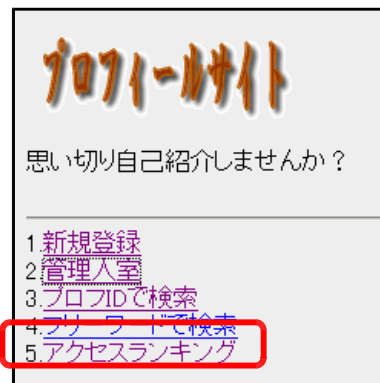 プロフィールサイト
思い切り自己紹介しませんか？
1.新規登録
2.管理人室
3.プロフIDで検索
4.フリーワードで検索
5.アクセスランキング